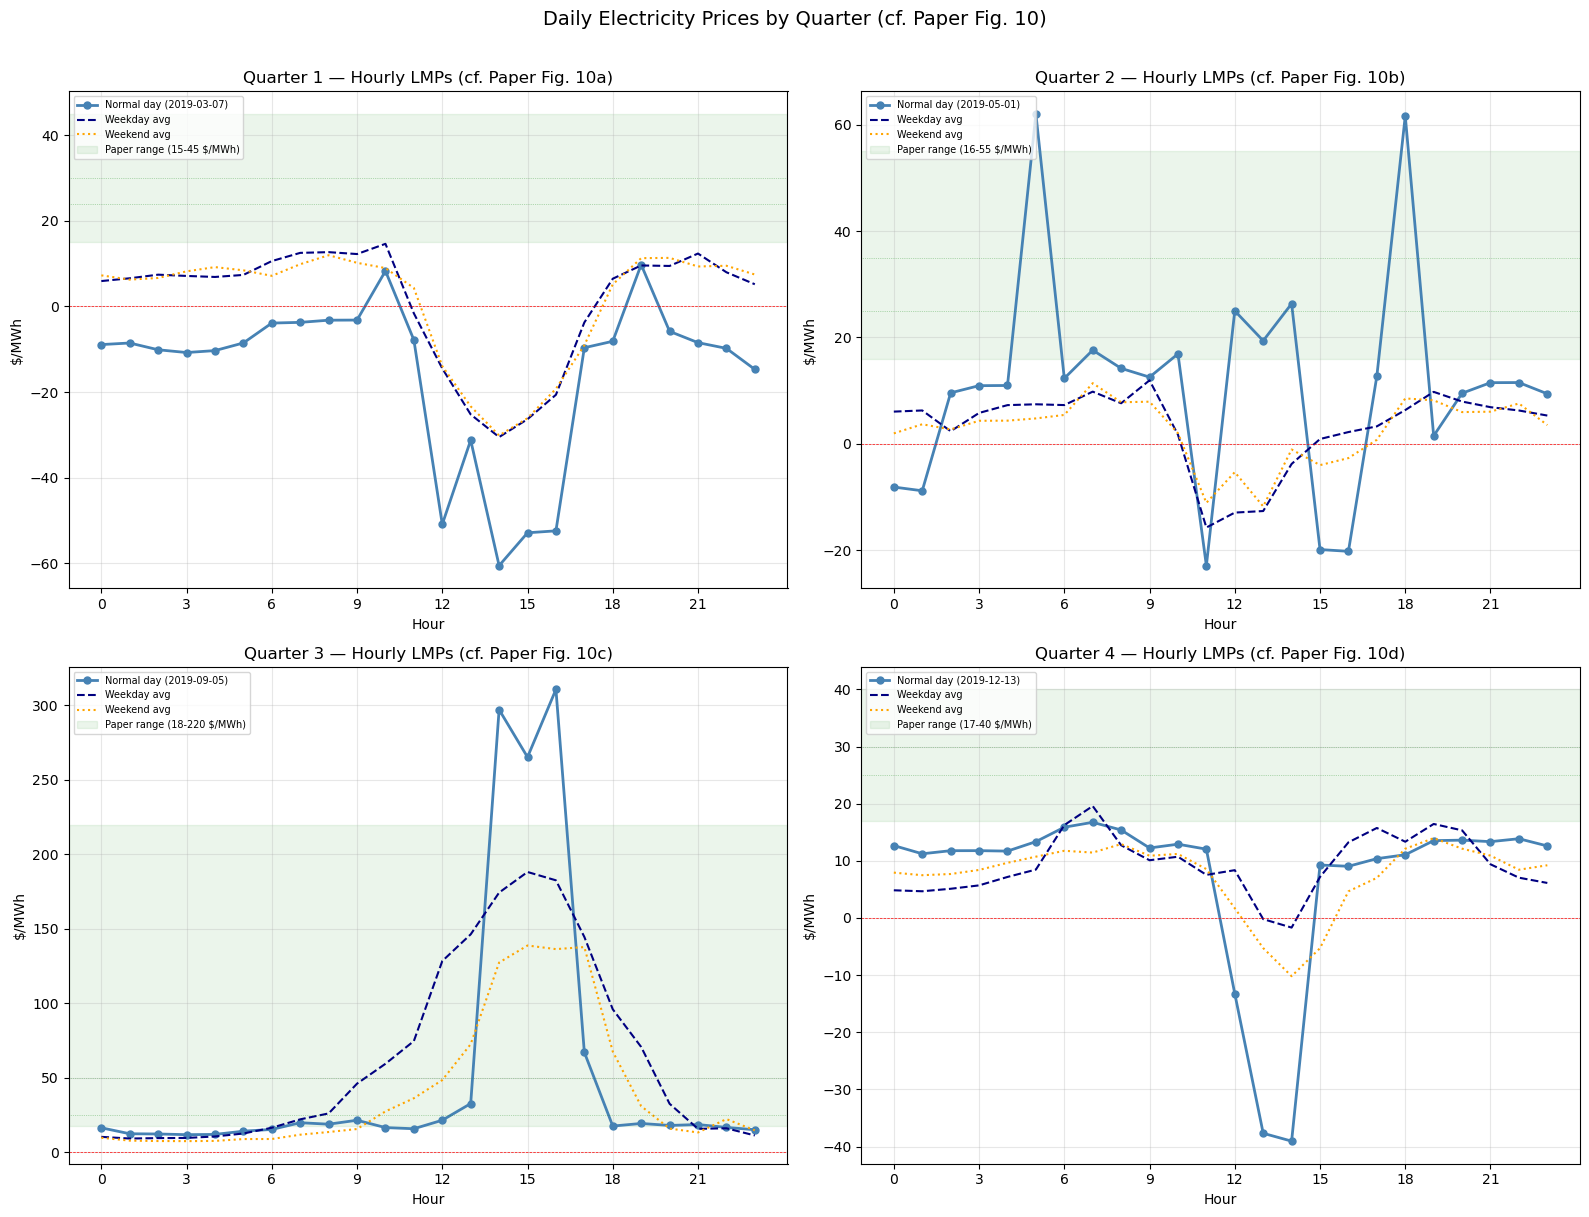 Daily Electricity Prices by Quarter (cf. Paper Fig. 10)
Quarter 1 — Hourly LMPs (cf. Paper Fig. 10a)
Normal day (2019-03-07)
Weekday avg
Weekend avg
Paper range (15-45 $/MWh)
40
20
0
−20
−40
−60
$/MWh
0 3 6 9 12 15 18 21
Hour
Quarter 2 — Hourly LMPs (cf. Paper Fig. 10b)
Normal day (2019-05-01)
Weekday avg
Weekend avg
Paper range (16-55 $/MWh)
60
40
20
0
−20
$/MWh
0 3 6 9 12 15 18 21
Hour
Quarter 3 — Hourly LMPs (cf. Paper Fig. 10c)
Normal day (2019-09-05)
Weekday avg
Weekend avg
Paper range (18-220 $/MWh)
300
250
200
150
100
50
0
$/MWh
0 3 6 9 12 15 18 21
Hour
Quarter 4 — Hourly LMPs (cf. Paper Fig. 10d)
Normal day (2019-12-13)
Weekday avg
Weekend avg
Paper range (17-40 $/MWh)
40
30
20
10
0
−10
−20
−30
−40
$/MWh
0 3 6 9 12 15 18 21
Hour